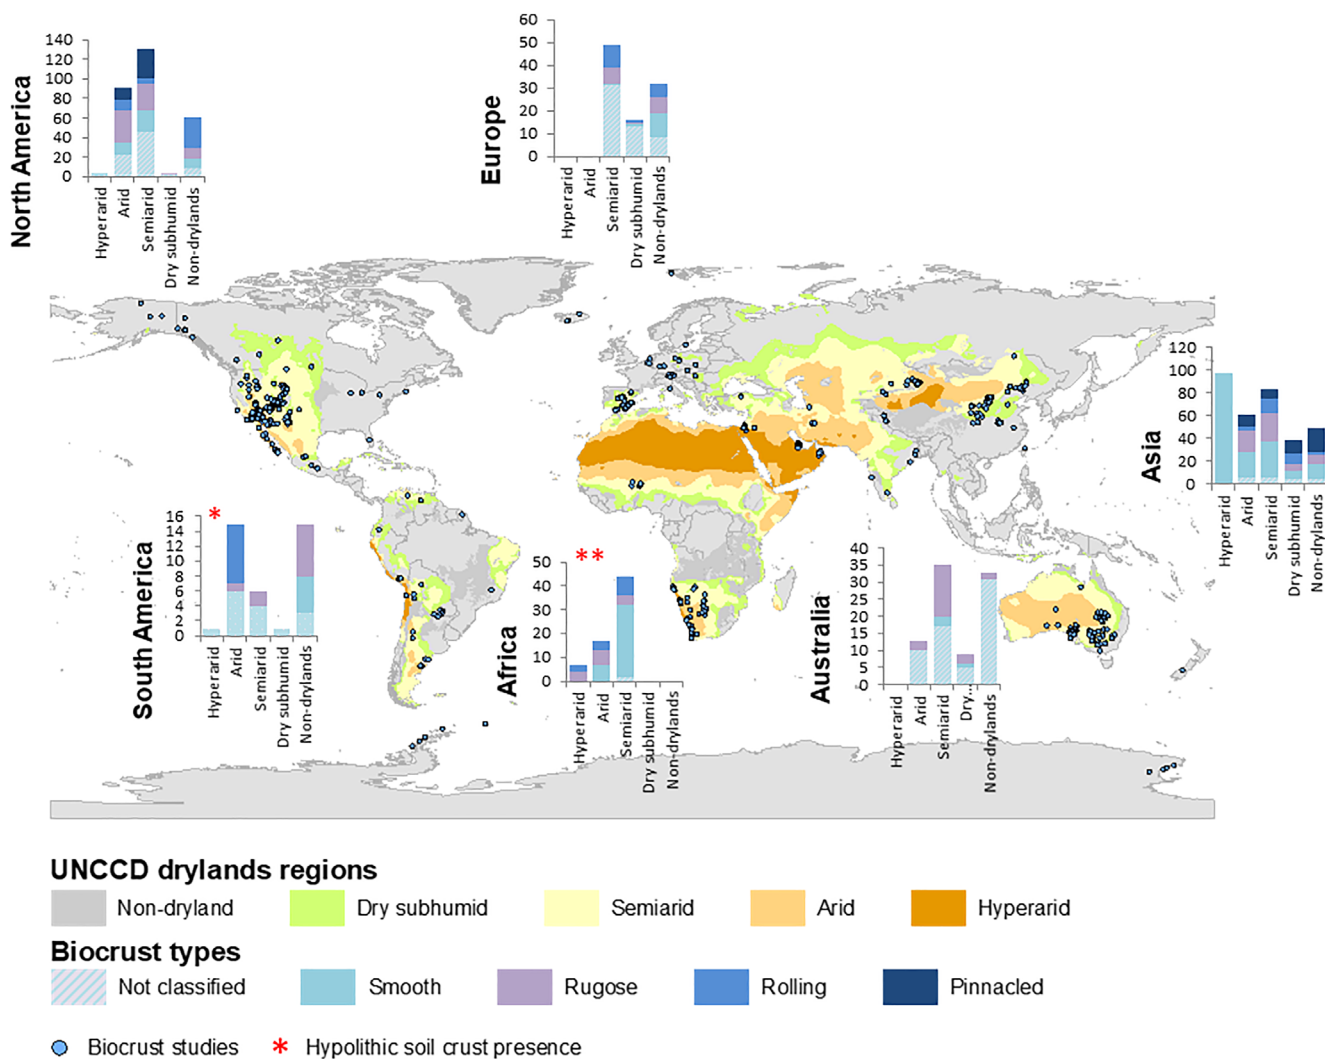 North America
140
120
100
80
60
40
20
0
Hyperarid
Arid
Semiarid
Dry subhumid
Non-drylands
Europe
60
50
40
30
20
10
0
Hyperarid
Arid
Semiarid
Dry subhumid
Non-drylands
Asia
120
100
80
60
40
20
0
Hyperarid
Arid
Semiarid
Dry subhumid
Non-drylands
South America
*
16
14
12
10
8
6
4
2
0
Hyperarid
Arid
Semiarid
Dry subhumid
Non-drylands
Africa
**
50
40
30
20
10
0
Hyperarid
Arid
Semiarid
Dry subhumid
Non-drylands
Australia
40
35
30
25
20
15
10
5
0
Hyperarid
Arid
Semiarid
Dry...
Non-drylands
UNCCD drylands regions
Non-dryland Dry subhumid Semiarid Arid Hyperarid
Biocrust types
Not classified Smooth Rugose Rolling Pinnacled
Biocrust studies * Hypolithic soil crust presence